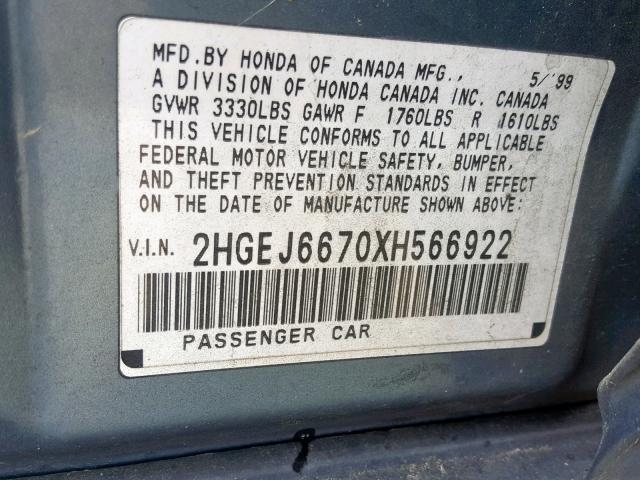 MFD. BY HONDA OF CANADA MFG., 5/99
A DIVISION OF HONDA CANADA INC. CANADA
GVWR 3330LBS GAWR F 1760LBS R 1610LBS
THIS VEHICLE CONFORMS TO ALL APPLICABLE
FEDERAL MOTOR VEHICLE SAFETY, BUMPER,
AND THEFT PREVENTION STANDARDS IN EFFECT
ON THE DATE OF MANUFACTURE SHOWN ABOVE:
V.I.N. 2HGEJ6670XH566922
PASSENGER CAR